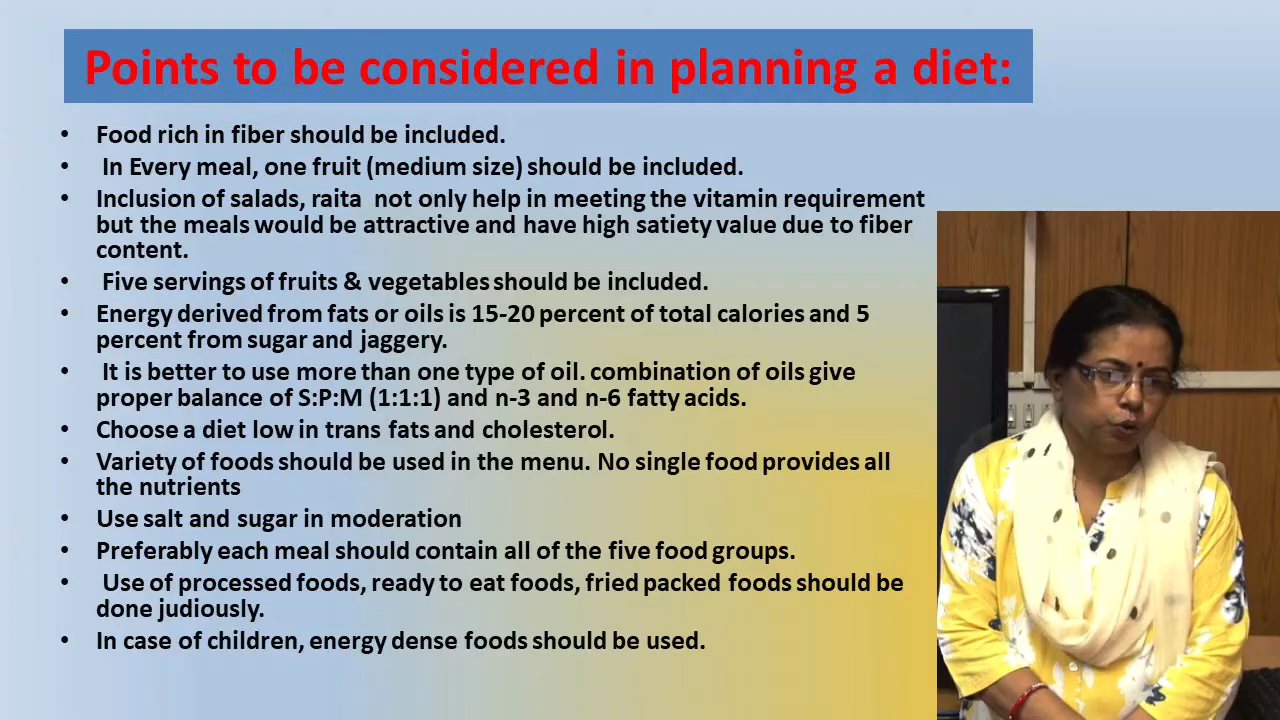 Points to be considered in planning a diet:
• Food rich in fiber should be included.
• In Every meal, one fruit (medium size) should be included.
• Inclusion of salads, raita not only help in meeting the vitamin requirement
but the meals would be attractive and have high satiety value due to fiber
content.
• Five servings of fruits & vegetables should be included.
• Energy derived from fats or oils is 15-20 percent of total calories and 5
percent from sugar and jaggery.
• It is better to use more than one type of oil. combination of oils give
proper balance of S:P:M (1:1:1) and n-3 and n-6 fatty acids.
• Choose a diet low in trans fats and cholesterol.
• Variety of foods should be used in the menu. No single food provides all
the nutrients
• Use salt and sugar in moderation
• Preferably each meal should contain all of the five food groups.
• Use of processed foods, ready to eat foods, fried packed foods should be
done judiously.
• In case of children, energy dense foods should be used.